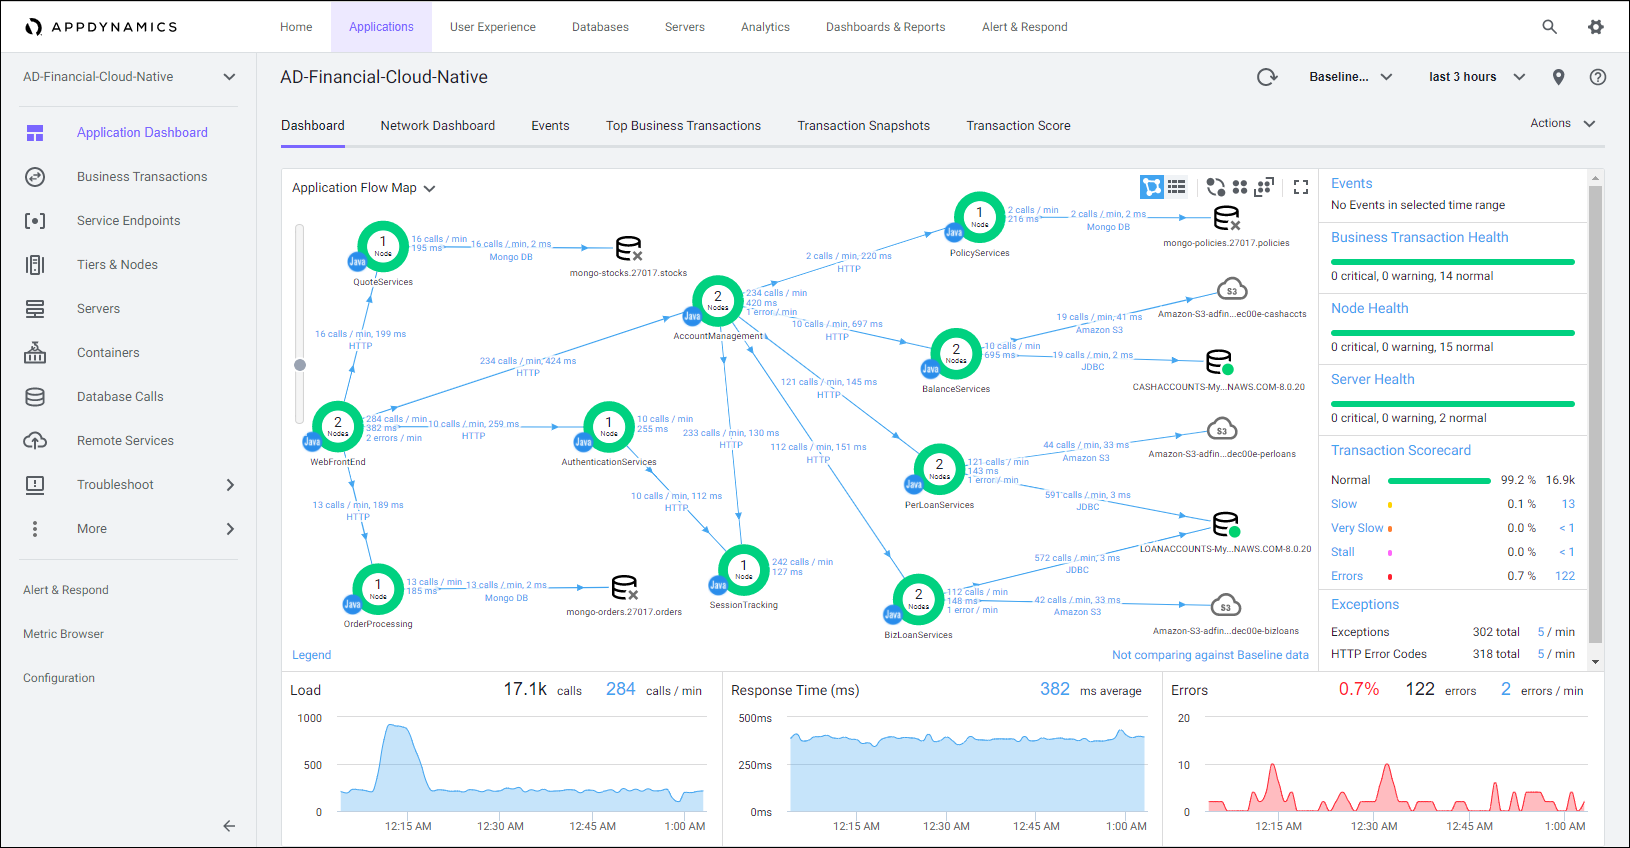 APPDYNAMICS
Home
Applications
User Experience
Databases
Servers
Analytics
Dashboards & Reports
Alert & Respond
AD-Financial-Cloud-Native
Application Dashboard
Business Transactions
Service Endpoints
Tiers & Nodes
Servers
Containers
Database Calls
Remote Services
Troubleshoot
More
Alert & Respond
Metric Browser
Configuration
AD-Financial-Cloud-Native
Baseline...
last 3 hours
Dashboard
Network Dashboard
Events
Top Business Transactions
Transaction Snapshots
Transaction Score
Actions
Application Flow Map
1
Node
Java
QuoteServices
16 calls / min
195 ms
16 calls /.min, 2 ms
Mongo DB
mongo-stocks.27017.stocks
16 calls / min, 199 ms
HTTP
2
Nodes
Java
WebFrontEnd
284 calls / min
382 ms
2 errors / min
234 calls / min, 424 ms
HTTP
10 calls /.min, 259 ms
HTTP
1
Node
Java
AuthenticationServices
10 calls / min
255 ms
10 calls / min, 112 ms
HTTP
13 calls / min, 189 ms
HTTP
1
Node
Java
OrderProcessing
13 calls / min
185 ms
13 calls /.min, 2 ms
Mongo DB
mongo-orders.27017.orders
2
Nodes
Java
AccountManagement
234 calls / min
420 ms
1 error / min
2 calls / min, 220 ms
HTTP
10 calls / min, 697 ms
HTTP
121 calls / min, 145 ms
HTTP
233 calls / min, 130 ms
HTTP
112 calls / min, 151 ms
HTTP
1
Node
Java
SessionTracking
242 calls / min
127 ms
1
Node
Java
PolicyServices
2 calls / min
216 ms
2 calls /.min, 2 ms
Mongo DB
mongo-policies.27017.policies
2
Nodes
Java
BalanceServices
10 calls / min
695 ms
19 calls /.min, 41 ms
Amazon S3
S3
Amazon-S3-adfin...ec00e-cashaccts
19 calls /.min, 2 ms
JDBC
CASHACCOUNTS-My...NAWS.COM-8.0.20
2
Nodes
Java
PerLoanServices
121 calls / min
143 ms
1 error / min
44 calls / min, 33 ms
Amazon S3
S3
Amazon-S3-adfin...dec00e-perloans
591 calls / min, 3 ms
JDBC
LOANACCOUNTS-My...NAWS.COM-8.0.20
572 calls /.min, 3 ms
JDBC
2
Nodes
Java
BizLoanServices
112 calls / min
148 ms
1 error / min
42 calls / min, 33 ms
Amazon S3
S3
Amazon-S3-adfin...dec00e-bizloans
Legend
Not comparing against Baseline data
Events
No Events in selected time range
Business Transaction Health
0 critical, 0 warning, 14 normal
Node Health
0 critical, 0 warning, 15 normal
Server Health
0 critical, 0 warning, 2 normal
Transaction Scorecard
Normal 99.2 % 16.9k
Slow 0.1 % 13
Very Slow 0.0 % < 1
Stall 0.0 % < 1
Errors 0.7 % 122
Exceptions
Exceptions 302 total 5 / min
HTTP Error Codes 318 total 5 / min
Load 17.1k calls 284 calls / min
1000
500
0
12:15 AM 12:30 AM 12:45 AM 1:00 AM
Response Time (ms) 382 ms average
500ms
250ms
0ms
12:15 AM 12:30 AM 12:45 AM 1:00 AM
Errors 0.7% 122 errors 2 errors / min
20
10
0
12:15 AM 12:30 AM 12:45 AM 1:00 AM